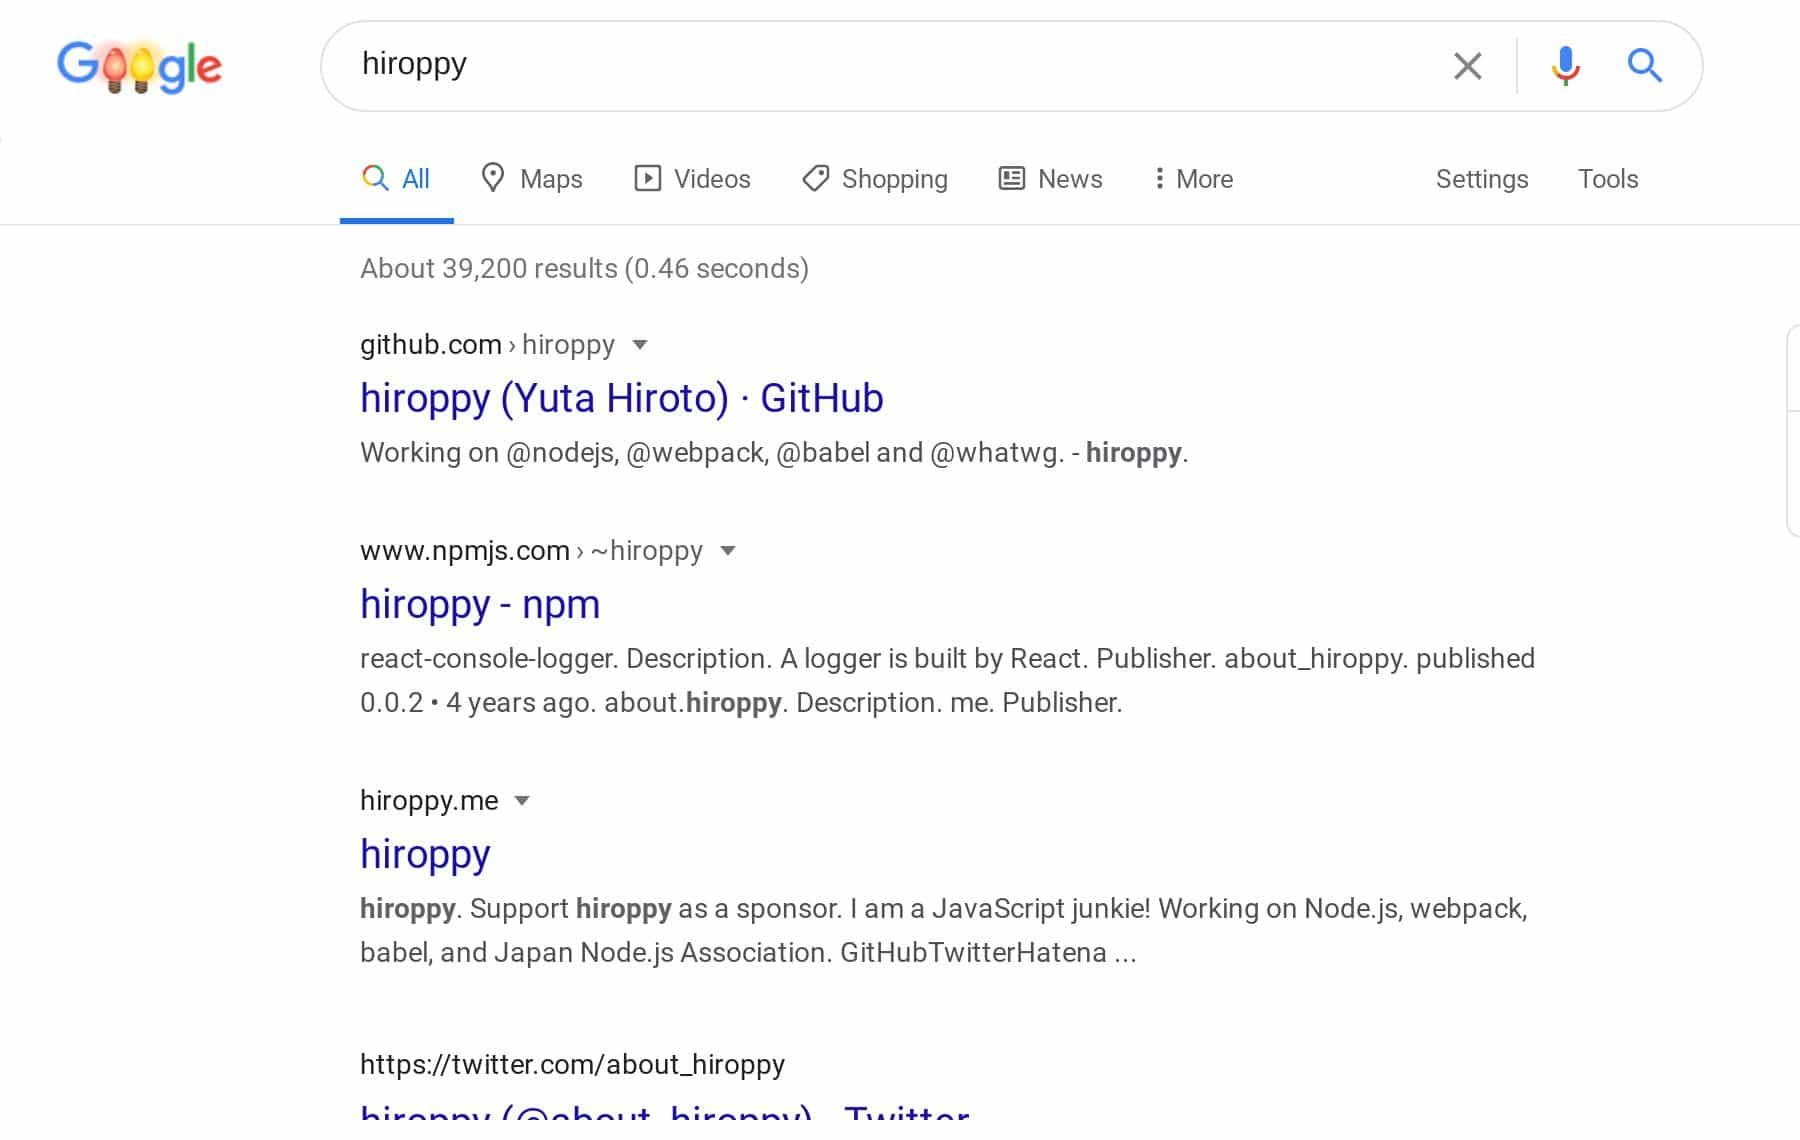 Google
hiroppy
All Maps Videos Shopping News More Settings Tools
About 39,200 results (0.46 seconds)
github.com › hiroppy
hiroppy (Yuta Hiroto) · GitHub
Working on @nodejs, @webpack, @babel and @whatwg. - hiroppy.
www.npmjs.com › ~hiroppy
hiroppy - npm
react-console-logger. Description. A logger is built by React. Publisher. about_hiroppy. published
0.0.2 • 4 years ago. about.hiroppy. Description. me. Publisher.
hiroppy.me
hiroppy
hiroppy. Support hiroppy as a sponsor. I am a JavaScript junkie! Working on Node.js, webpack,
babel, and Japan Node.js Association. GitHubTwitterHatena ...
https://twitter.com/about_hiroppy
hiroppy (@about_hiroppy) - Twitter